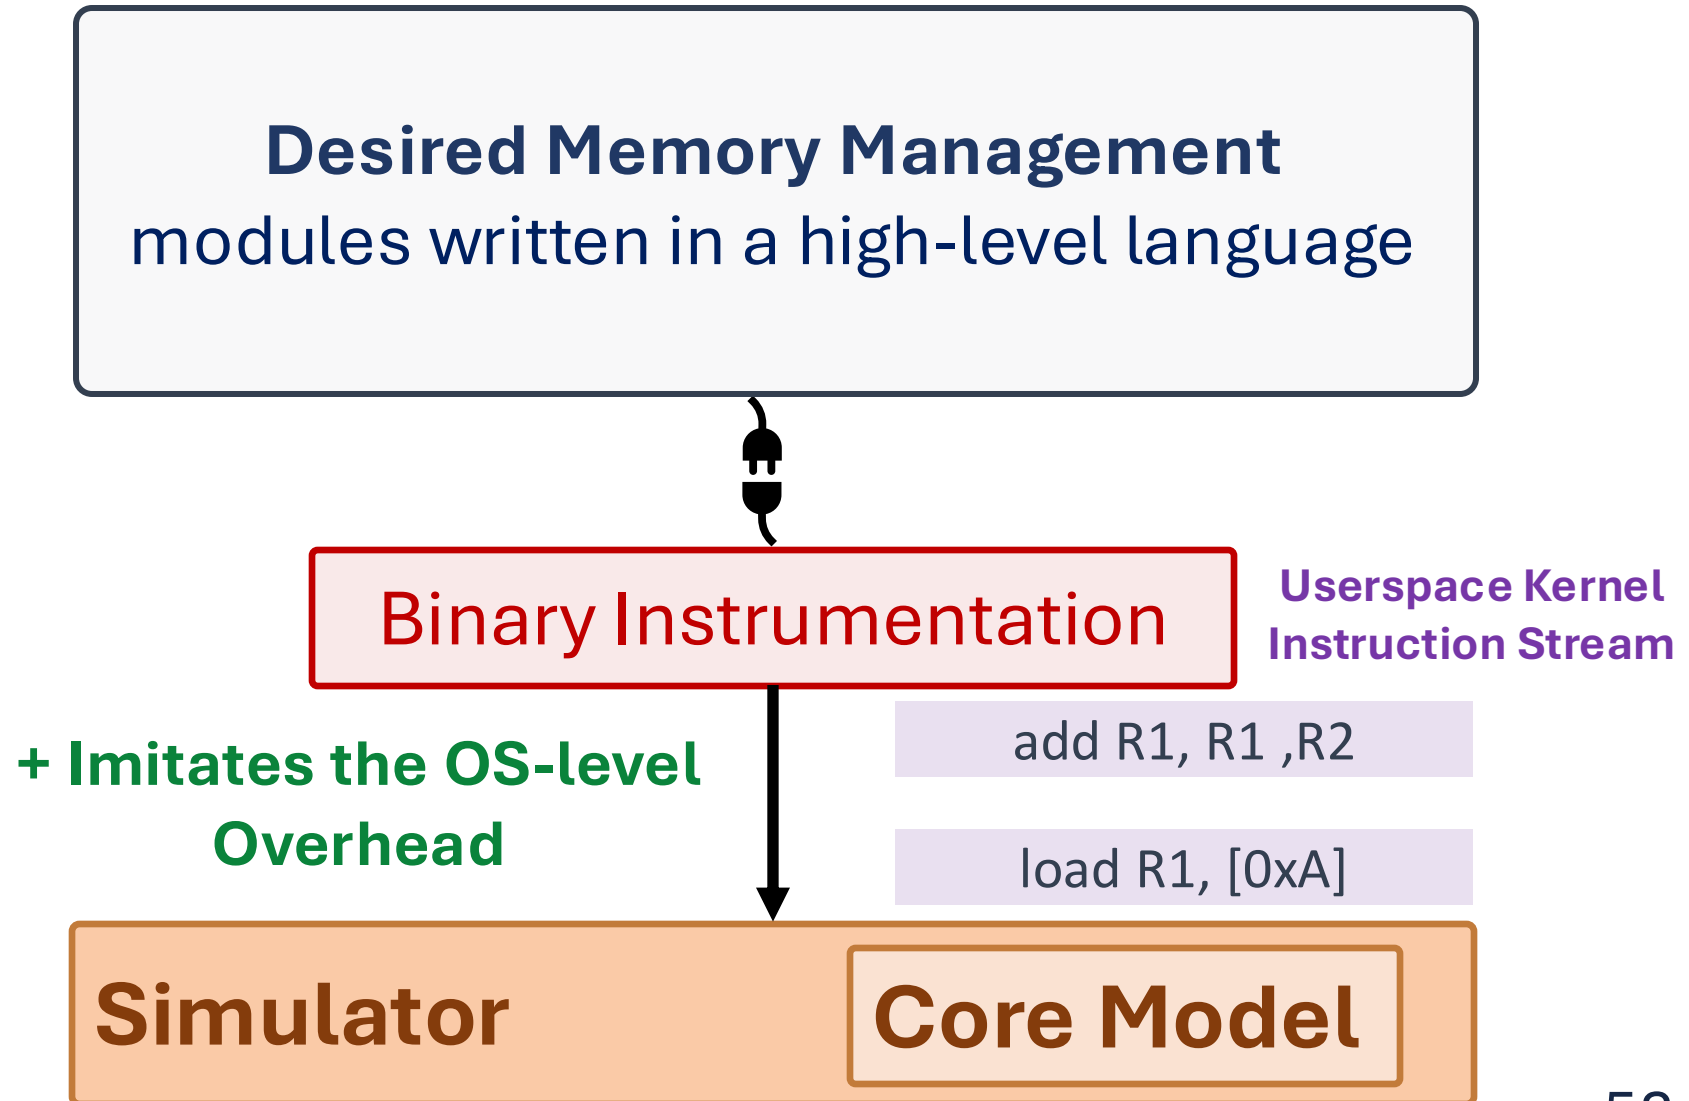 Desired Memory Management
modules written in a high-level language
Binary Instrumentation
Userspace Kernel
Instruction Stream
+ Imitates the OS-level
Overhead
add R1, R1 ,R2
load R1, [0xA]
Simulator
Core Model